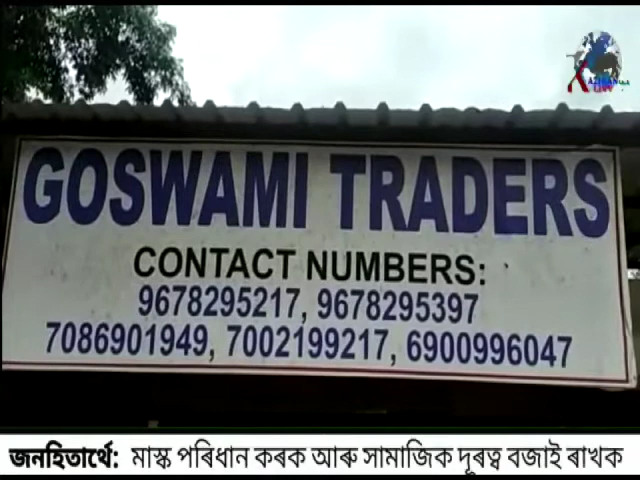 GOSWAMI TRADERS
CONTACT NUMBERS:
9678295217, 9678295397
7086901949, 7002199217, 6900996047
জনহিতাৰ্থে: মাস্ক পৰিধান কৰক আৰু সামাজিক দূৰত্ব বজাই ৰাখক